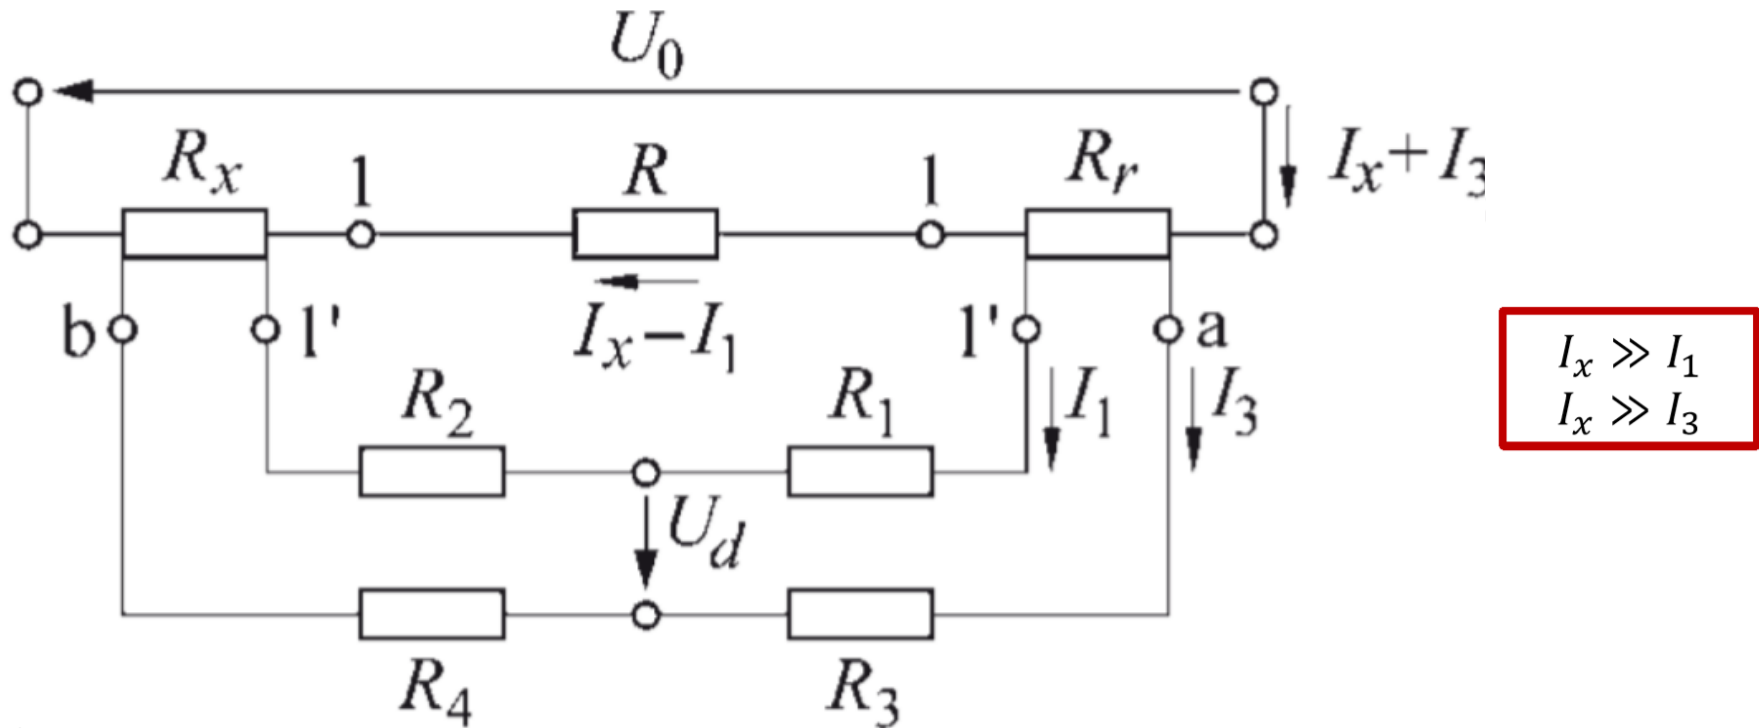 U₀
Rₓ
1
R
1
Rᵣ
Iₓ+I₃
b
1'
Iₓ−I₁
1'
a
R₂
R₁
I₁
I₃
U_d
R₄
R₃
Iₓ ≫ I₁
Iₓ ≫ I₃